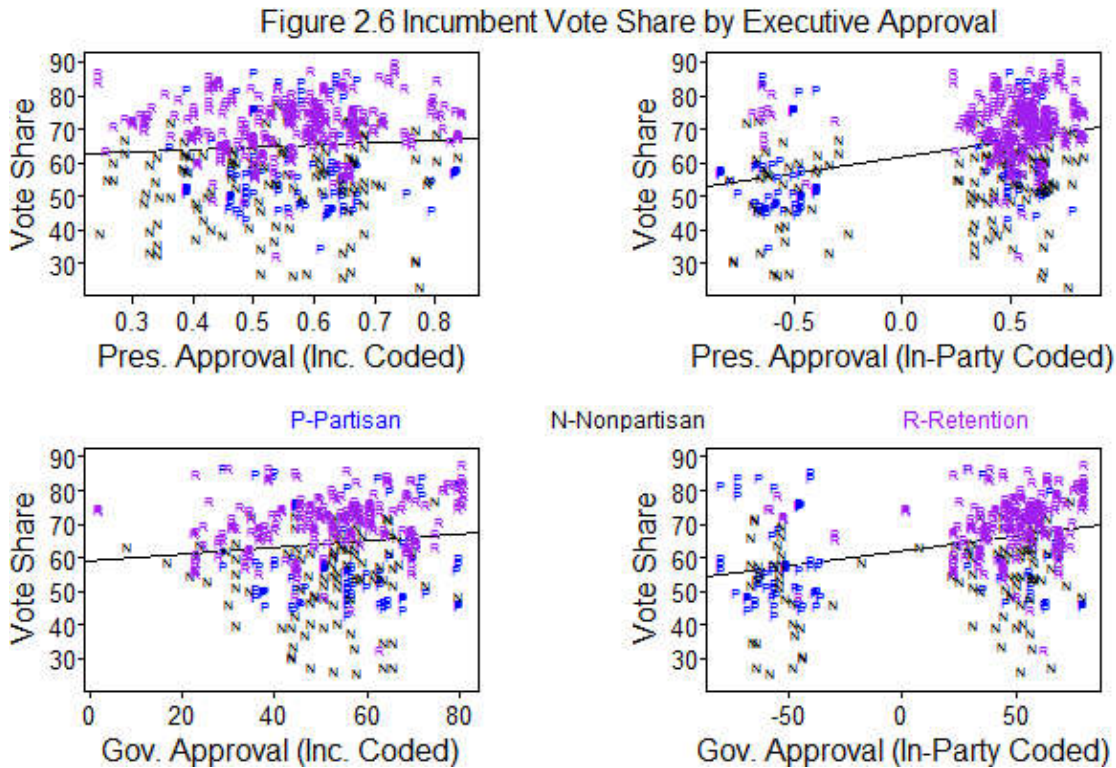 Figure 2.6 Incumbent Vote Share by Executive Approval
Vote Share
90
80
70
60
50
40
30
0.3 0.4 0.5 0.6 0.7 0.8
Pres. Approval (Inc. Coded)
Vote Share
90
80
70
60
50
40
30
-0.5 0.0 0.5
Pres. Approval (In-Party Coded)
P-Partisan N-Nonpartisan R-Retention
Vote Share
90
80
70
60
50
40
30
0 20 40 60 80
Gov. Approval (Inc. Coded)
Vote Share
90
80
70
60
50
40
30
-50 0 50
Gov. Approval (In-Party Coded)